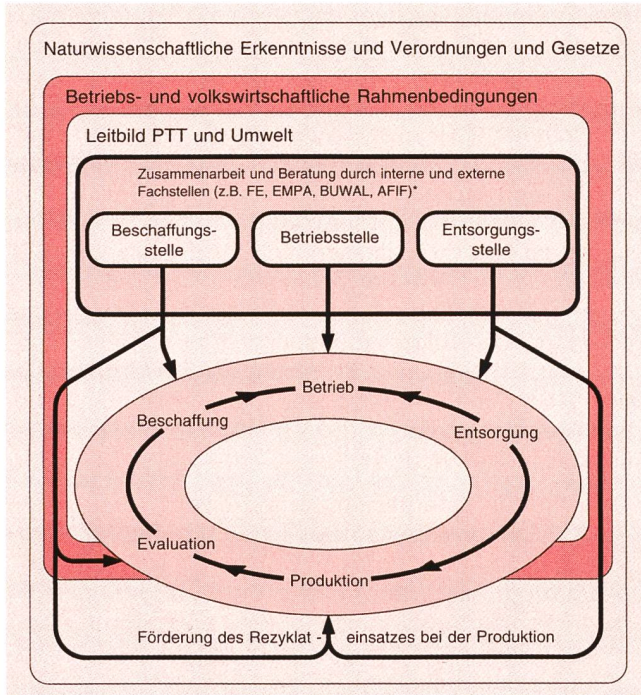 Naturwissenschaftliche Erkenntnisse und Verordnungen und Gesetze
Betriebs- und volkswirtschaftliche Rahmenbedingungen
Leitbild PTT und Umwelt
Zusammenarbeit und Beratung durch interne und externe
Fachstellen (z.B. FE, EMPA, BUWAL, AFIF)*
Beschaffungs-
stelle
Betriebsstelle
Entsorgungs-
stelle
Betrieb
Beschaffung
Entsorgung
Evaluation
Produktion
Förderung des Rezyklat - einsatzes bei der Produktion